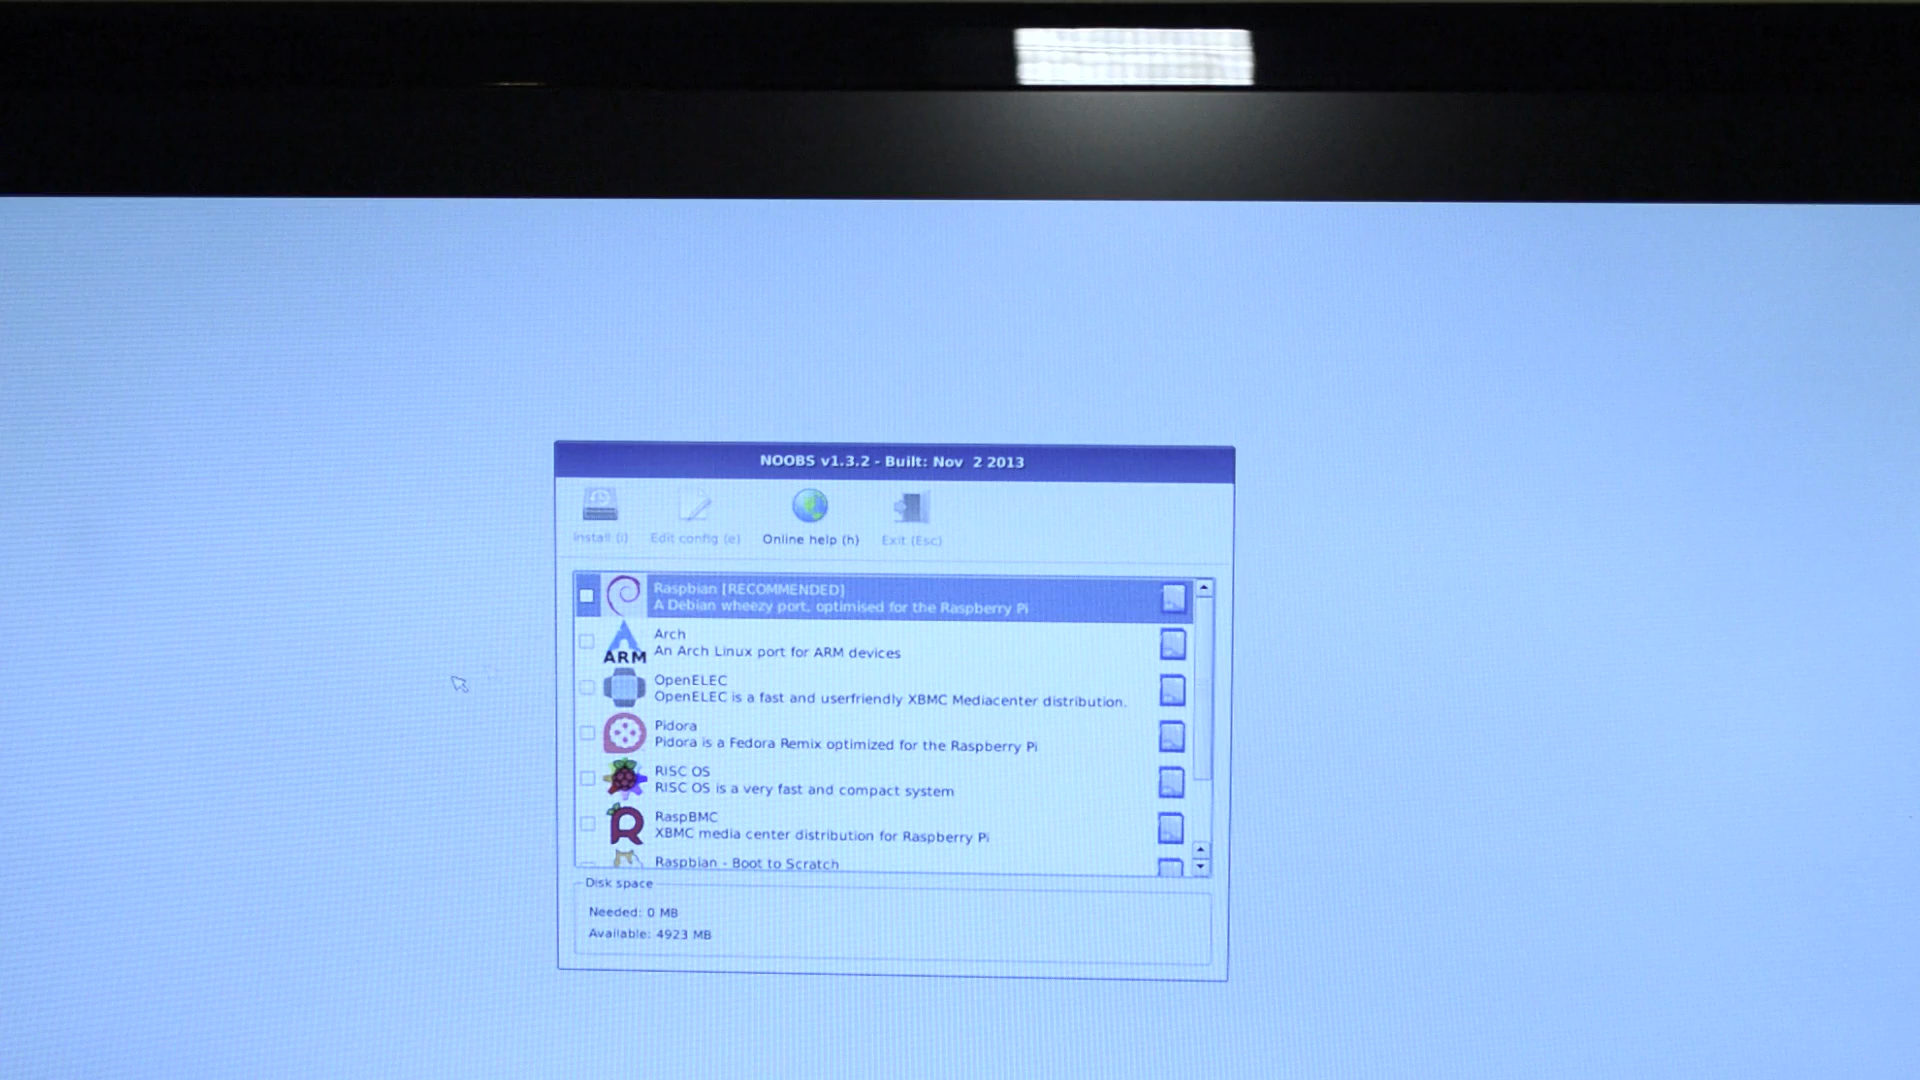 NOOBS v1.3.2 - Built: Nov  2 2013
Install (i) Edit config (e) Online help (h) Exit (Esc)
Raspbian [RECOMMENDED]
A Debian wheezy port, optimised for the Raspberry Pi
Arch
An Arch Linux port for ARM devices
ARM
OpenELEC
OpenELEC is a fast and userfriendly XBMC Mediacenter distribution.
Pidora
Pidora is a Fedora Remix optimized for the Raspberry Pi
RISC OS
RISC OS is a very fast and compact system
RaspBMC
XBMC media center distribution for Raspberry Pi
R
Raspbian - Boot to Scratch
Disk space
Needed: 0 MB
Available: 4923 MB